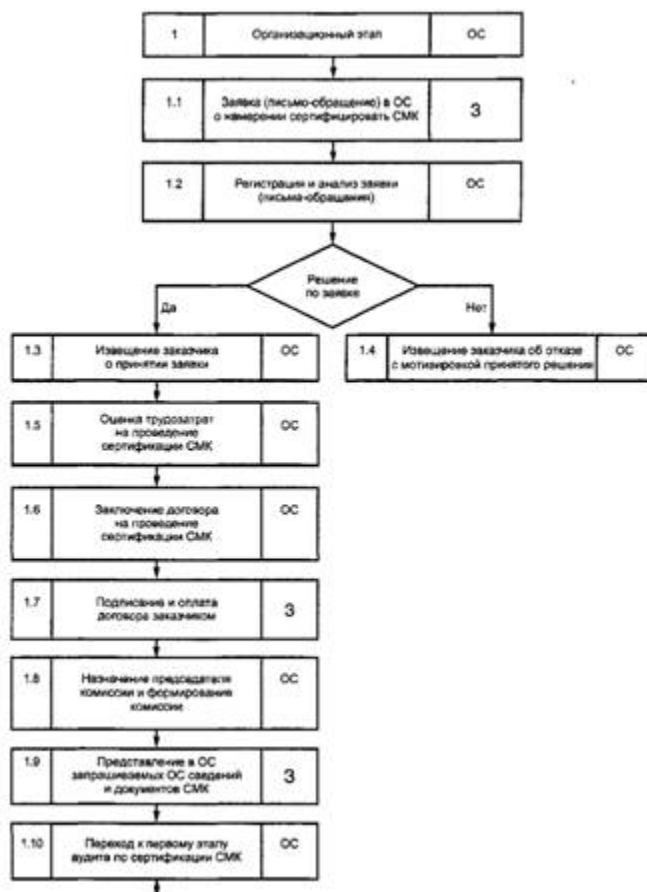 1
Организационный этап
ОС
1.1
Заявка (письмо-обращение) в ОС
о намерении сертифицировать СМК
З
1.2
Регистрация и анализ заявки
(письма-обращения)
ОС
Решение
по заявке
Да
Нет
1.3
Извещение заказчика
о принятии заявки
ОС
1.4
Извещение заказчика об отказе
с мотивировкой принятого решения
ОС
1.5
Оценка трудозатрат
на проведение
сертификации СМК
ОС
1.6
Заключение договора
на проведение
сертификации СМК
ОС
1.7
Подписание и оплата
договора заказчиком
З
1.8
Назначение председателя
комиссии и формирования
комиссии
ОС
1.9
Представление в ОС
запрашиваемых ОС сведений
и документов СМК
З
1.10
Переход к первому этапу
аудита по сертификации СМК
ОС